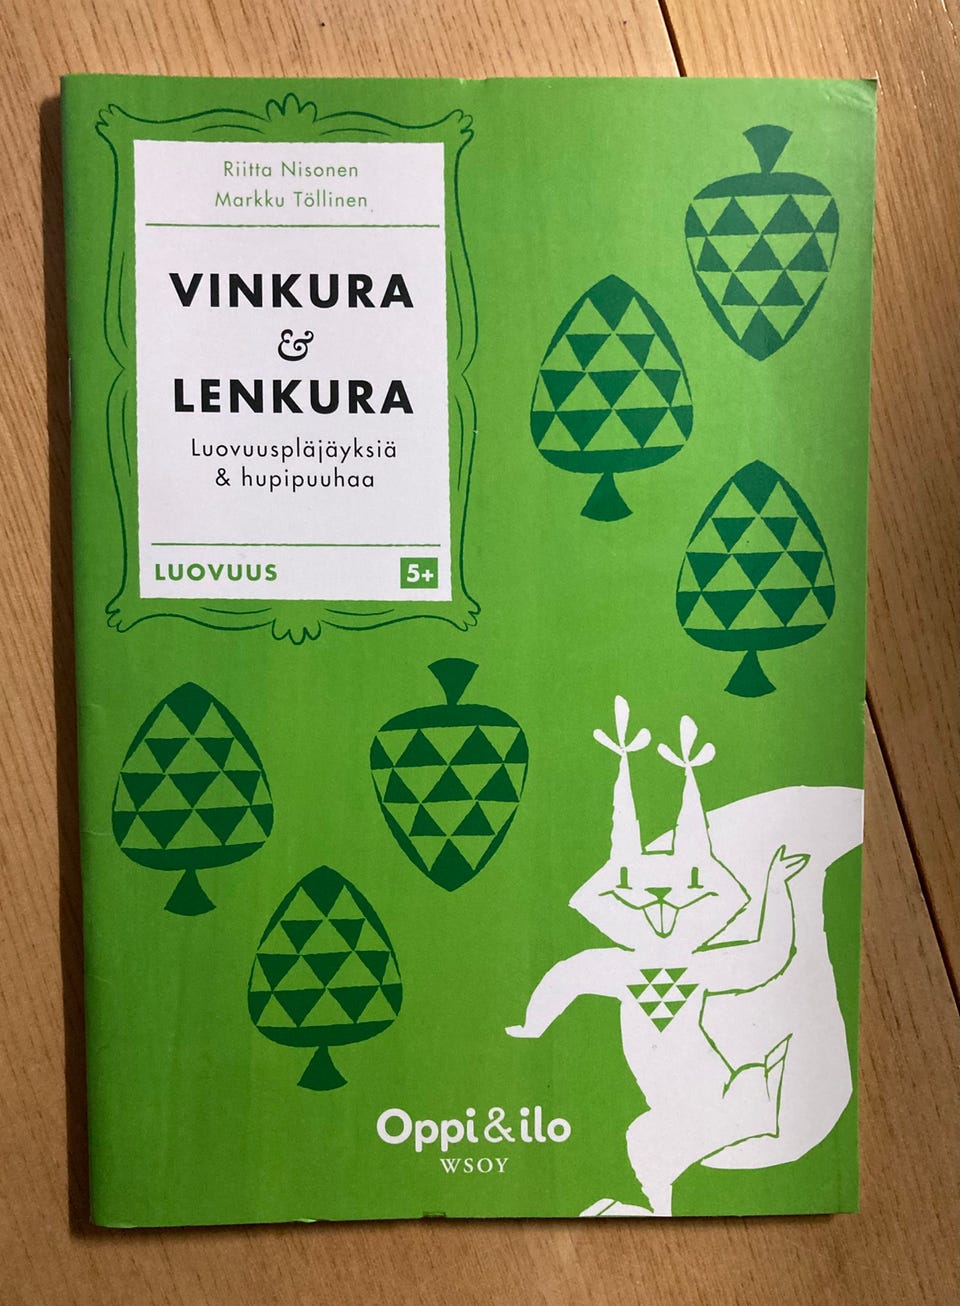 Riitta Nisonen
Markku Töllinen
VINKURA
&
LENKURA
Luovuuspläjäyksiä
& hupipuuhaa
LUOVUUS 5+
Oppi&ilo
WSOY